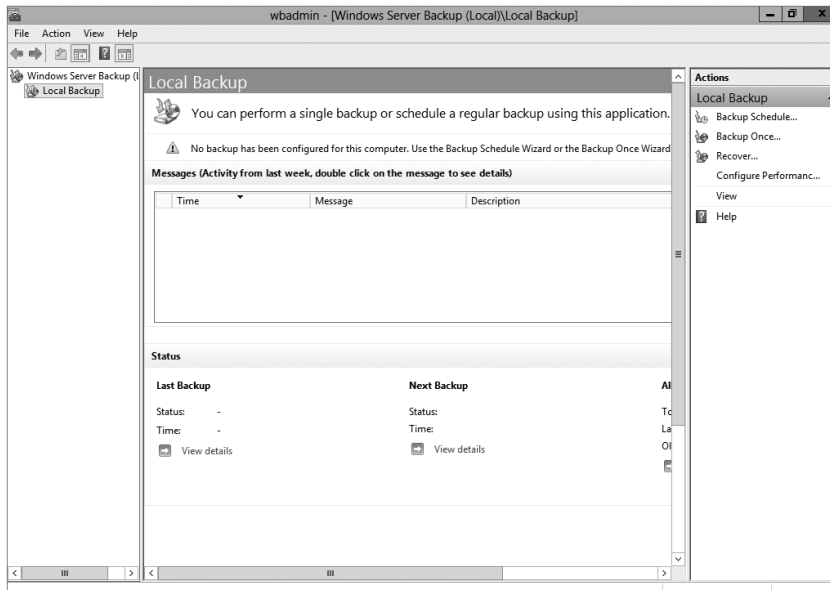 wbadmin - [Windows Server Backup (Local)\Local Backup]
File Action View Help
Windows Server Backup (L
Local Backup
Local Backup
You can perform a single backup or schedule a regular backup using this application.
No backup has been configured for this computer. Use the Backup Schedule Wizard or the Backup Once Wizard
Messages (Activity from last week, double click on the message to see details)
Time Message Description
Status
Last Backup
Status: -
Time: -
View details
Next Backup
Status:
Time:
View details
Al
To
La
Ol
Actions
Local Backup
Backup Schedule...
Backup Once...
Recover...
Configure Performanc...
View
Help